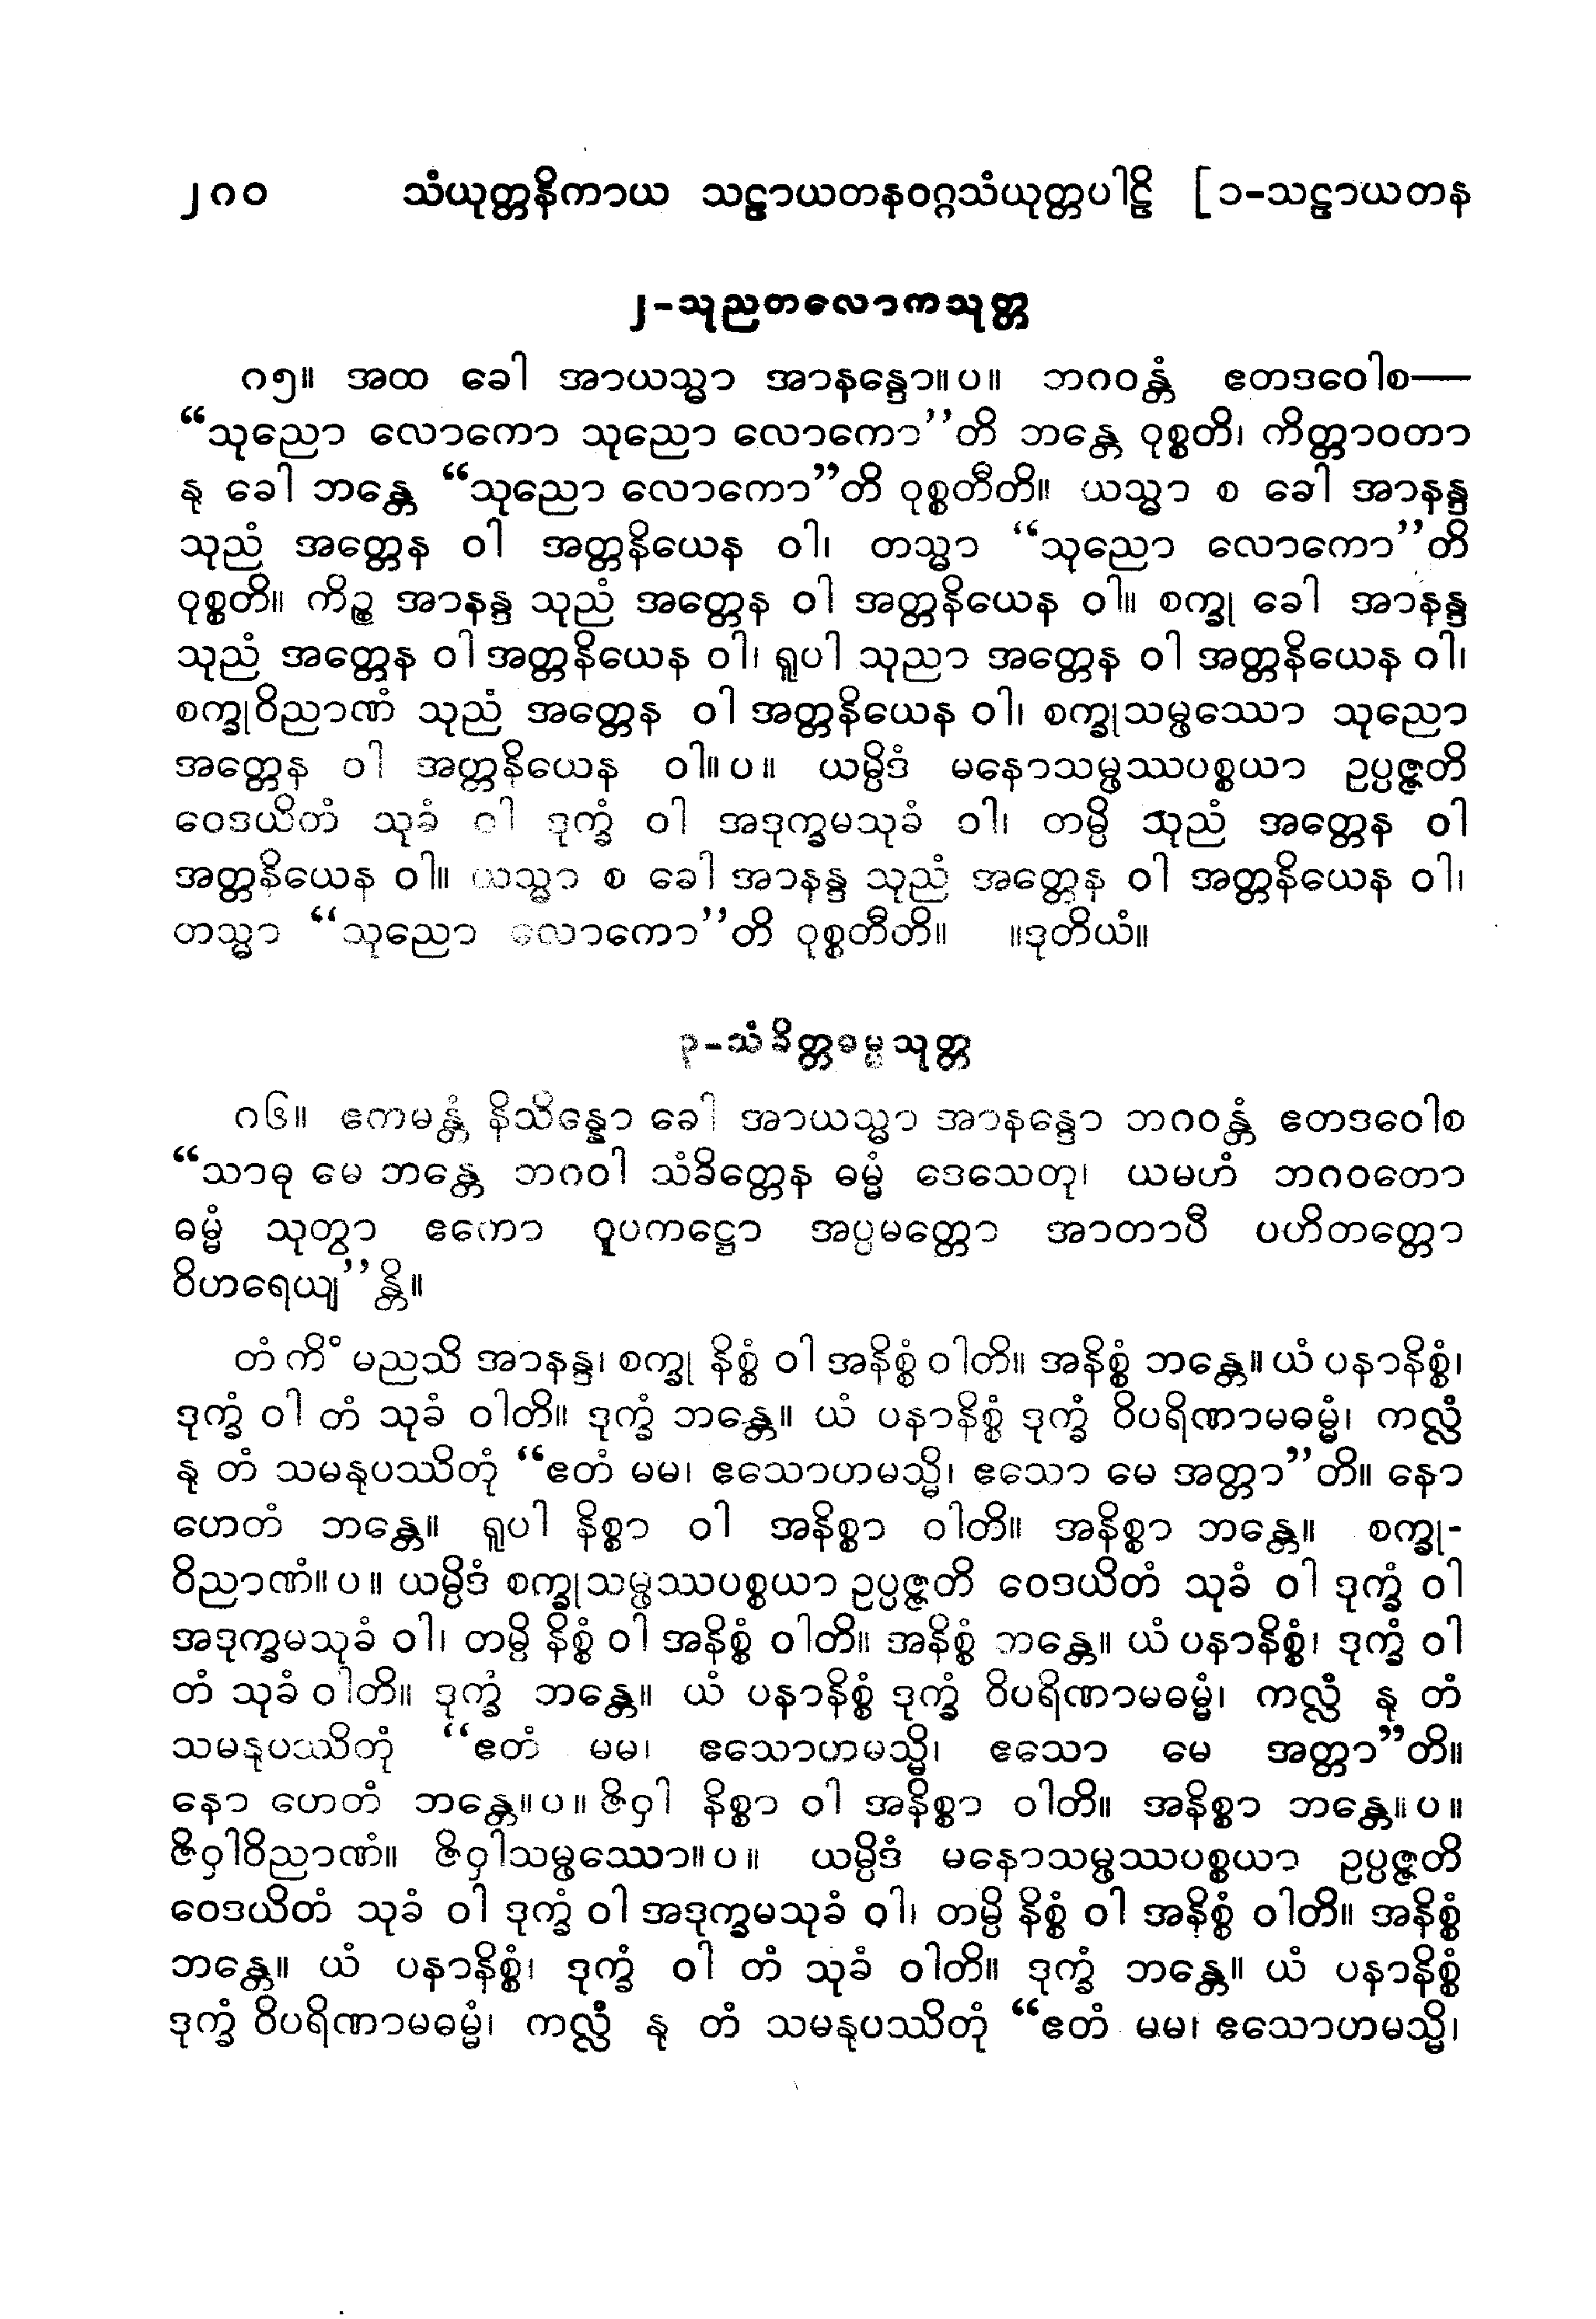 ၂၈၀ သံယုတ္တနိကာယ သဠာယတနဝဂ္ဂသံယုတ္တပါဠိ [၁-သဠာယတန
၂-သုညတလောကသုတ္တ
၈၅။ အထ ခေါ အာယသ္မာ အာနန္ဒော။ပ။ ဘဂဝန္တံ ဧတဒဝေါစ—
“သုညော လောကော သုညော လောကော”တိ ဘန္တေ ဝုစ္စတိ၊ ကိတ္တာဝတာ
နု ခေါ ဘန္တေ “သုညော လောကော”တိ ဝုစ္စတီတိ။ ယသ္မာ စ ခေါ အာနန္ဒ
သုညံ အတ္တေန ဝါ အတ္တနိယေန ဝါ၊ တသ္မာ “သုညော လောကော”တိ
ဝုစ္စတိ။ ကိဉ္စ အာနန္ဒ သုညံ အတ္တေန ဝါ အတ္တနိယေန ဝါ။ စက္ခု ခေါ အာနန္ဒ
သုညံ အတ္တေန ဝါ အတ္တနိယေန ဝါ၊ ရူပါ သုညာ အတ္တေန ဝါ အတ္တနိယေန ဝါ၊
စက္ခုဝိညာဏံ သုညံ အတ္တေန ဝါ အတ္တနိယေန ဝါ၊ စက္ခုသမ္ဖဿော သုညော
အတ္တေန ဝါ အတ္တနိယေန ဝါ။ပ။ ယမ္ပိဒံ မနောသမ္ဖဿပစ္စယာ ဥပ္ပဇ္ဇတိ
ဝေဒယိတံ သုခံ ဝါ ဒုက္ခံ ဝါ အဒုက္ခမသုခံ ဝါ၊ တမ္ပိ သုညံ အတ္တေန ဝါ
အတ္တနိယေန ဝါ။ ယသ္မာ စ ခေါ အာနန္ဒ သုညံ အတ္တေန ဝါ အတ္တနိယေန ဝါ၊
တသ္မာ “သုညော လောကော”တိ ဝုစ္စတီတိ။ ။ဒုတိယံ။
၃-သံခိတ္တဓမ္မသုတ္တ
၈၆။ ဧကမန္တံ နိသိန္နော ခေါ အာယသ္မာ အာနန္ဒော ဘဂဝန္တံ ဧတဒဝေါစ
“သာဓု မေ ဘန္တေ ဘဂဝါ သံခိတ္တေန ဓမ္မံ ဒေသေတု၊ ယမဟံ ဘဂဝတော
ဓမ္မံ သုတွာ ဧကော ဝူပကဋ္ဌော အပ္ပမတ္တော အာတာပီ ပဟိတတ္တော
ဝိဟရေယျ”န္တိ။
တံ ကိံ မညသိ အာနန္ဒ၊ စက္ခု နိစ္စံ ဝါ အနိစ္စံ ဝါတိ။ အနိစ္စံ ဘန္တေ။ ယံ ပနာနိစ္စံ၊
ဒုက္ခံ ဝါ တံ သုခံ ဝါတိ။ ဒုက္ခံ ဘန္တေ။ ယံ ပနာနိစ္စံ ဒုက္ခံ ဝိပရိဏာမဓမ္မံ၊ ကလ္လံ
နု တံ သမနုပဿိတုံ “ဧတံ မမ၊ ဧသောဟမသ္မိ၊ ဧသော မေ အတ္တာ”တိ။ နော
ဟေတံ ဘန္တေ။ ရူပါ နိစ္စာ ဝါ အနိစ္စာ ဝါတိ။ အနိစ္စာ ဘန္တေ။ စက္ခု-
ဝိညာဏံ။ပ။ ယမ္ပိဒံ စက္ခုသမ္ဖဿပစ္စယာ ဥပ္ပဇ္ဇတိ ဝေဒယိတံ သုခံ ဝါ ဒုက္ခံ ဝါ
အဒုက္ခမသုခံ ဝါ၊ တမ္ပိ နိစ္စံ ဝါ အနိစ္စံ ဝါတိ။ အနိစ္စံ ဘန္တေ။ ယံ ပနာနိစ္စံ၊ ဒုက္ခံ ဝါ
တံ သုခံ ဝါတိ။ ဒုက္ခံ ဘန္တေ။ ယံ ပနာနိစ္စံ ဒုက္ခံ ဝိပရိဏာမဓမ္မံ၊ ကလ္လံ နု တံ
သမနုပဿိတုံ “ဧတံ မမ၊ ဧသောဟမသ္မိ၊ ဧသော မေ အတ္တာ”တိ။
နော ဟေတံ ဘန္တေ။ပ။ ဇိဝှါ နိစ္စာ ဝါ အနိစ္စာ ဝါတိ။ အနိစ္စာ ဘန္တေ။ပ။
ဇိဝှါဝိညာဏံ။ ဇိဝှါသမ္ဖဿော။ပ။ ယမ္ပိဒံ မနောသမ္ဖဿပစ္စယာ ဥပ္ပဇ္ဇတိ
ဝေဒယိတံ သုခံ ဝါ ဒုက္ခံ ဝါ အဒုက္ခမသုခံ ဝါ၊ တမ္ပိ နိစ္စံ ဝါ အနိစ္စံ ဝါတိ။ အနိစ္စံ
ဘန္တေ။ ယံ ပနာနိစ္စံ၊ ဒုက္ခံ ဝါ တံ သုခံ ဝါတိ။ ဒုက္ခံ ဘန္တေ။ ယံ ပနာနိစ္စံ
ဒုက္ခံ ဝိပရိဏာမဓမ္မံ၊ ကလ္လံ နု တံ သမနုပဿိတုံ “ဧတံ မမ၊ ဧသောဟမသ္မိ၊